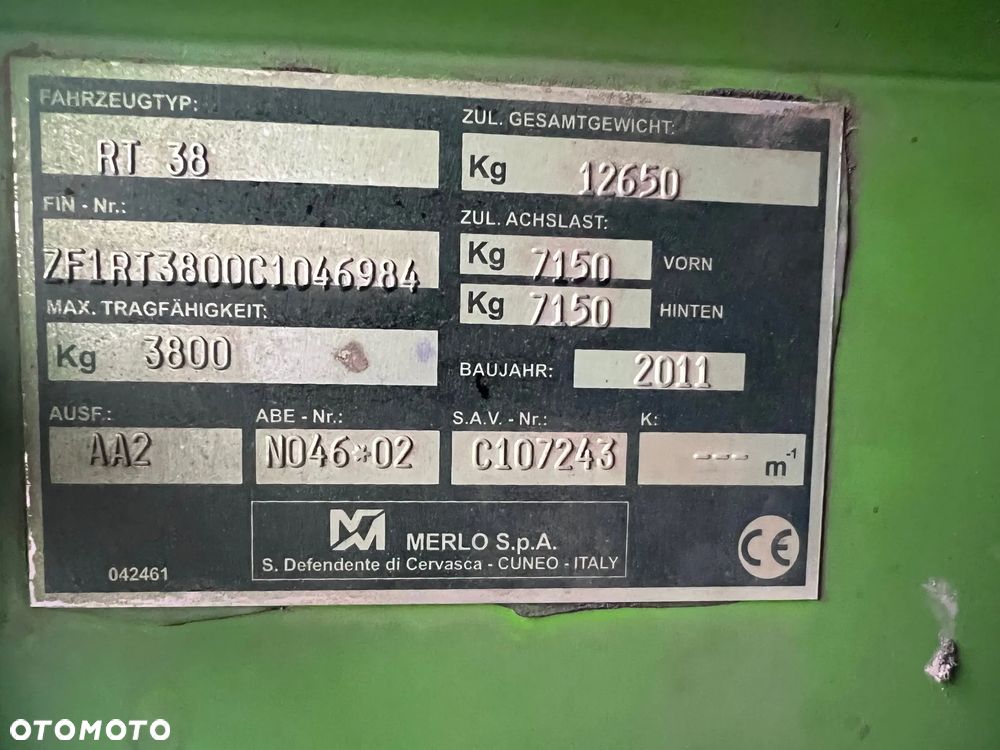 FAHRZEUGTYP:
RT 38
FIN - Nr.:
ZF1RT3800C1046984
MAX. TRAGFÄHIGKEIT:
Kg 3800
ZUL. GESAMTGEWICHT:
Kg 12650
ZUL. ACHSLAST:
Kg 7150 VORN
Kg 7150 HINTEN
BAUJAHR: 2011
AUSF.: ABE - Nr.: S.A.V. - Nr.: K:
AA2 N046*02 C107243 --- m-1
MERLO S.p.A.
S. Defendente di Cervasca - CUNEO - ITALY
042461
CE
OTOMOTO